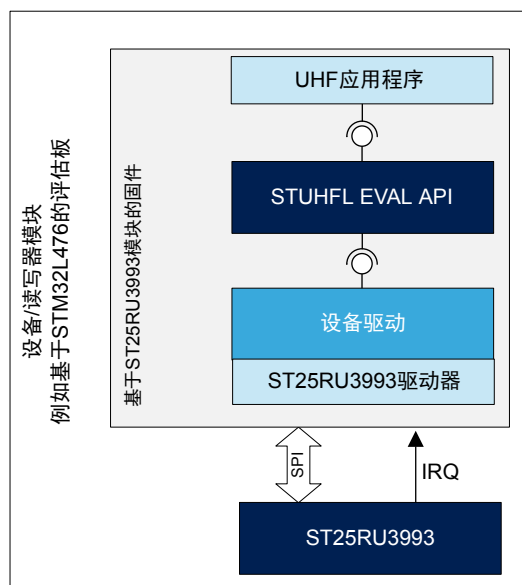 设备/读写器模块
例如基于STM32L476的评估板
基于ST25RU3993模块的固件
UHF应用程序
STUHFL EVAL API
设备驱动
ST25RU3993驱动器
SPI
IRQ
ST25RU3993